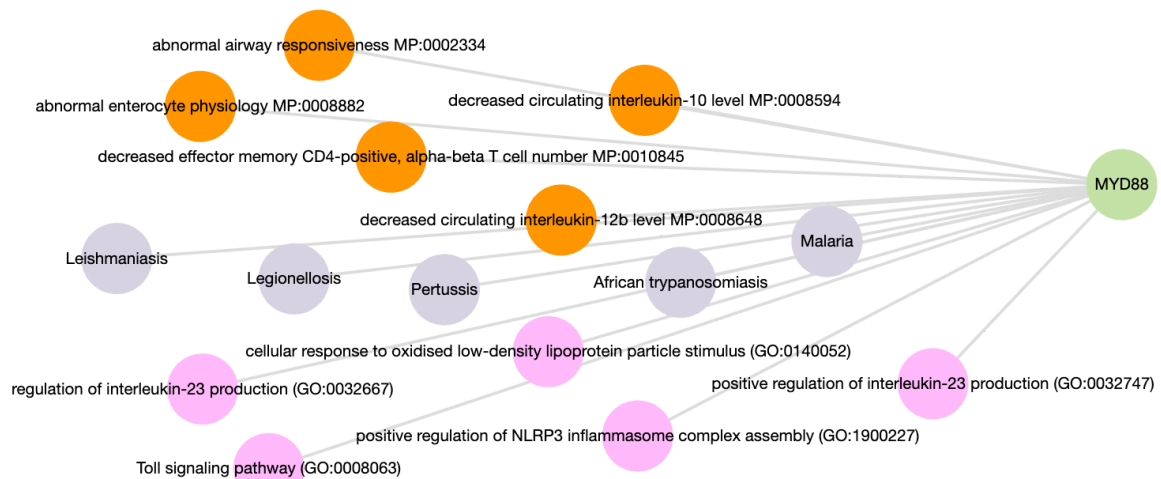 abnormal airway responsiveness MP:0002334
decreased circulating interleukin-10 level MP:0008594
abnormal enterocyte physiology MP:0008882
decreased effector memory CD4-positive, alpha-beta T cell number MP:0010845
MYD88
decreased circulating interleukin-12b level MP:0008648
Malaria
Leishmaniasis
Legionellosis
Pertussis
African trypanosomiasis
cellular response to oxidised low-density lipoprotein particle stimulus (GO:0140052)
regulation of interleukin-23 production (GO:0032667)
positive regulation of interleukin-23 production (GO:0032747)
positive regulation of NLRP3 inflammasome complex assembly (GO:1900227)
Toll signaling pathway (GO:0008063)